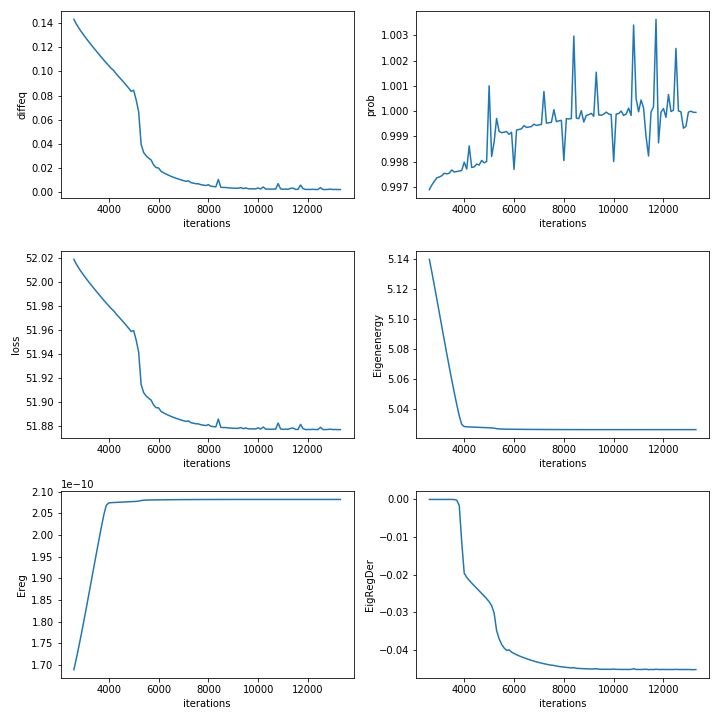 0.14
0.12
0.10
0.08
0.06
0.04
0.02
0.00
diffeq
4000 6000 8000 10000 12000
iterations
1.003
1.002
1.001
1.000
0.999
0.998
0.997
prob
4000 6000 8000 10000 12000
iterations
52.02
52.00
51.98
51.96
51.94
51.92
51.90
51.88
loss
4000 6000 8000 10000 12000
iterations
5.14
5.12
5.10
5.08
5.06
5.04
Eigenenergy
4000 6000 8000 10000 12000
iterations
1e−10
2.10
2.05
2.00
1.95
1.90
1.85
1.80
1.75
1.70
Ereg
4000 6000 8000 10000 12000
iterations
0.00
−0.01
−0.02
−0.03
−0.04
EigRegDer
4000 6000 8000 10000 12000
iterations